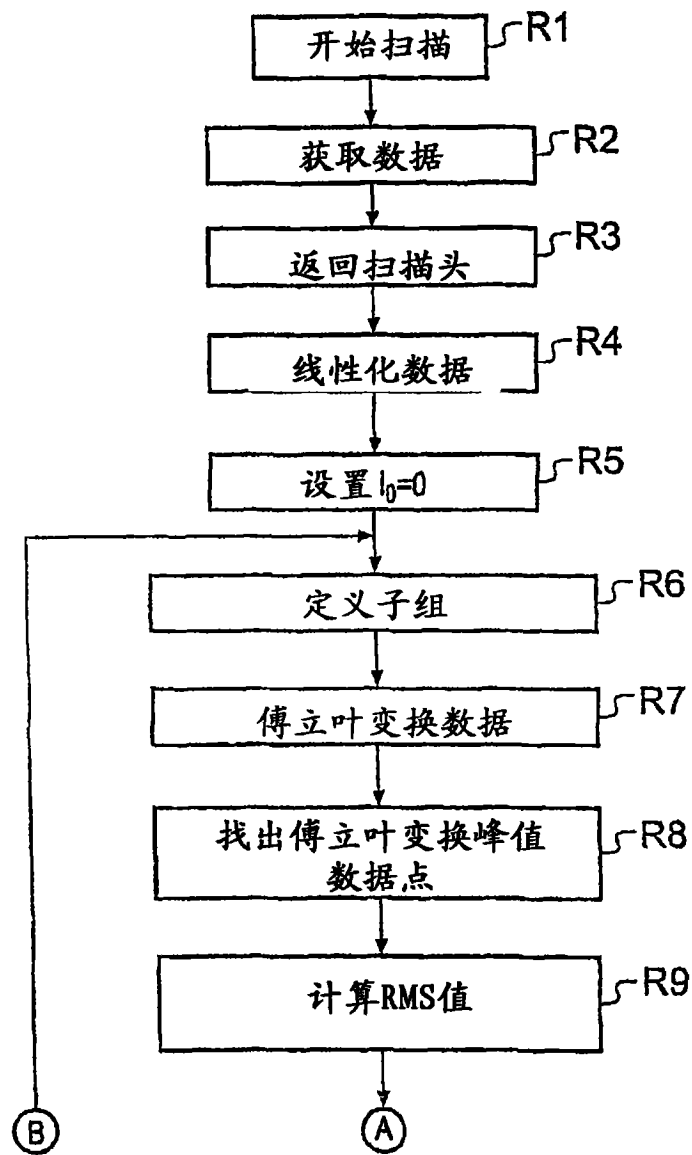 开始扫描
R1
获取数据
R2
返回扫描头
R3
线性化数据
R4
设置I₀=0
R5
定义子组
R6
傅立叶变换数据
R7
找出傅立叶变换峰值
数据点
R8
计算RMS值
R9
B
A